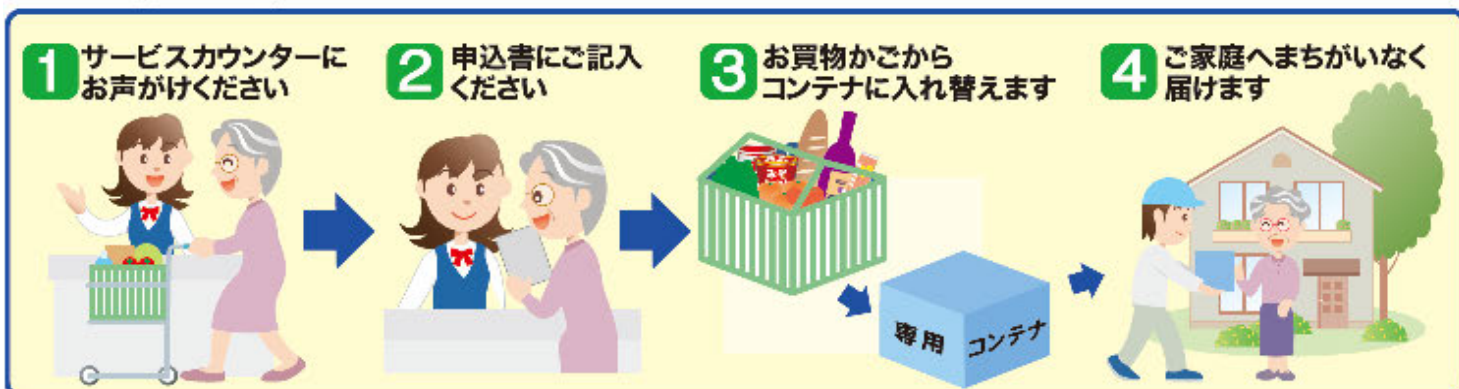 1 サービスカウンターに
お声がけください
2 申込書にご記入
ください
3 お買物かごから
コンテナに入れ替えます
4 ご家庭へまちがいなく
届けます
みそ
専用 コンテナ